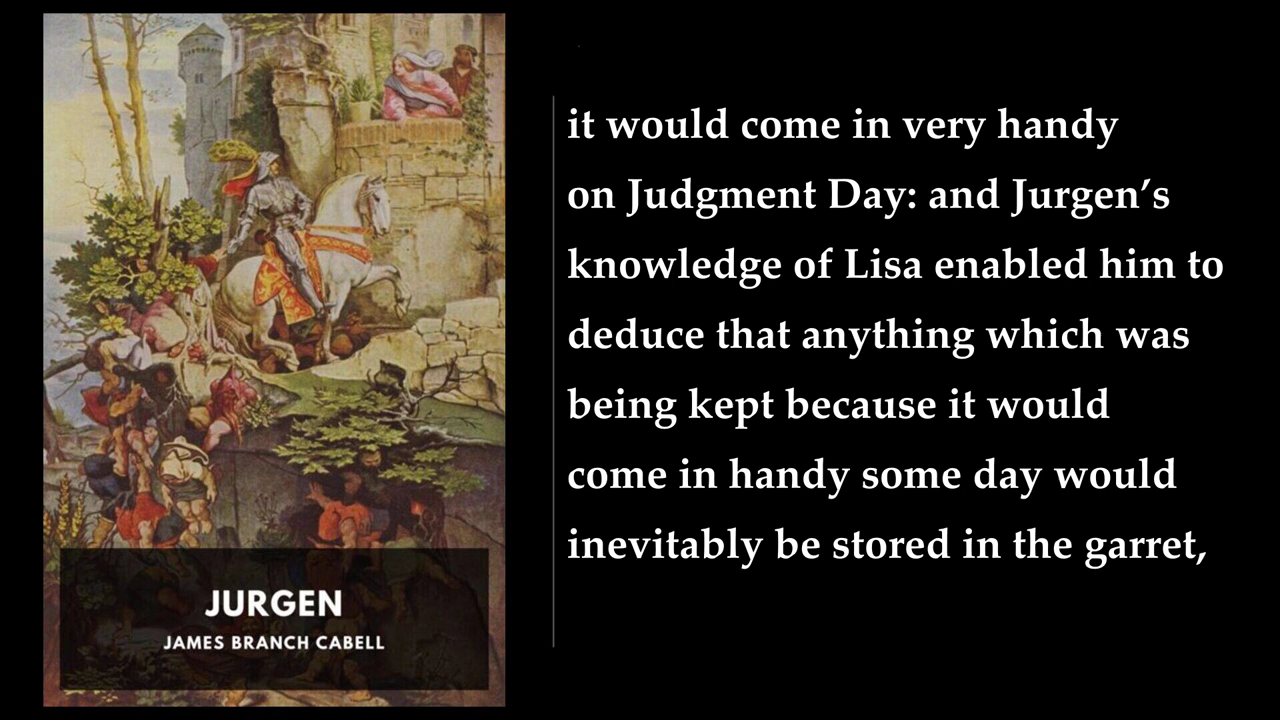 JURGEN
JAMES BRANCH CABELL
it would come in very handy
on Judgment Day: and Jurgen’s
knowledge of Lisa enabled him to
deduce that anything which was
being kept because it would
come in handy some day would
inevitably be stored in the garret,